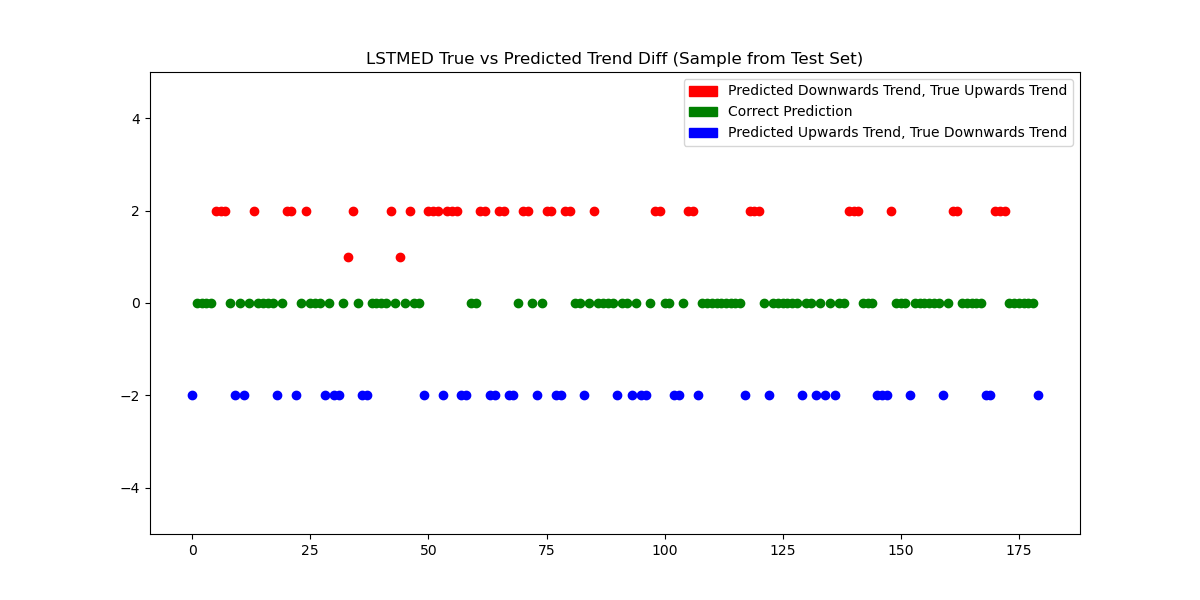 LSTMED True vs Predicted Trend Diff (Sample from Test Set)
Predicted Downwards Trend, True Upwards Trend
Correct Prediction
Predicted Upwards Trend, True Downwards Trend
4
2
0
−2
−4
0 25 50 75 100 125 150 175